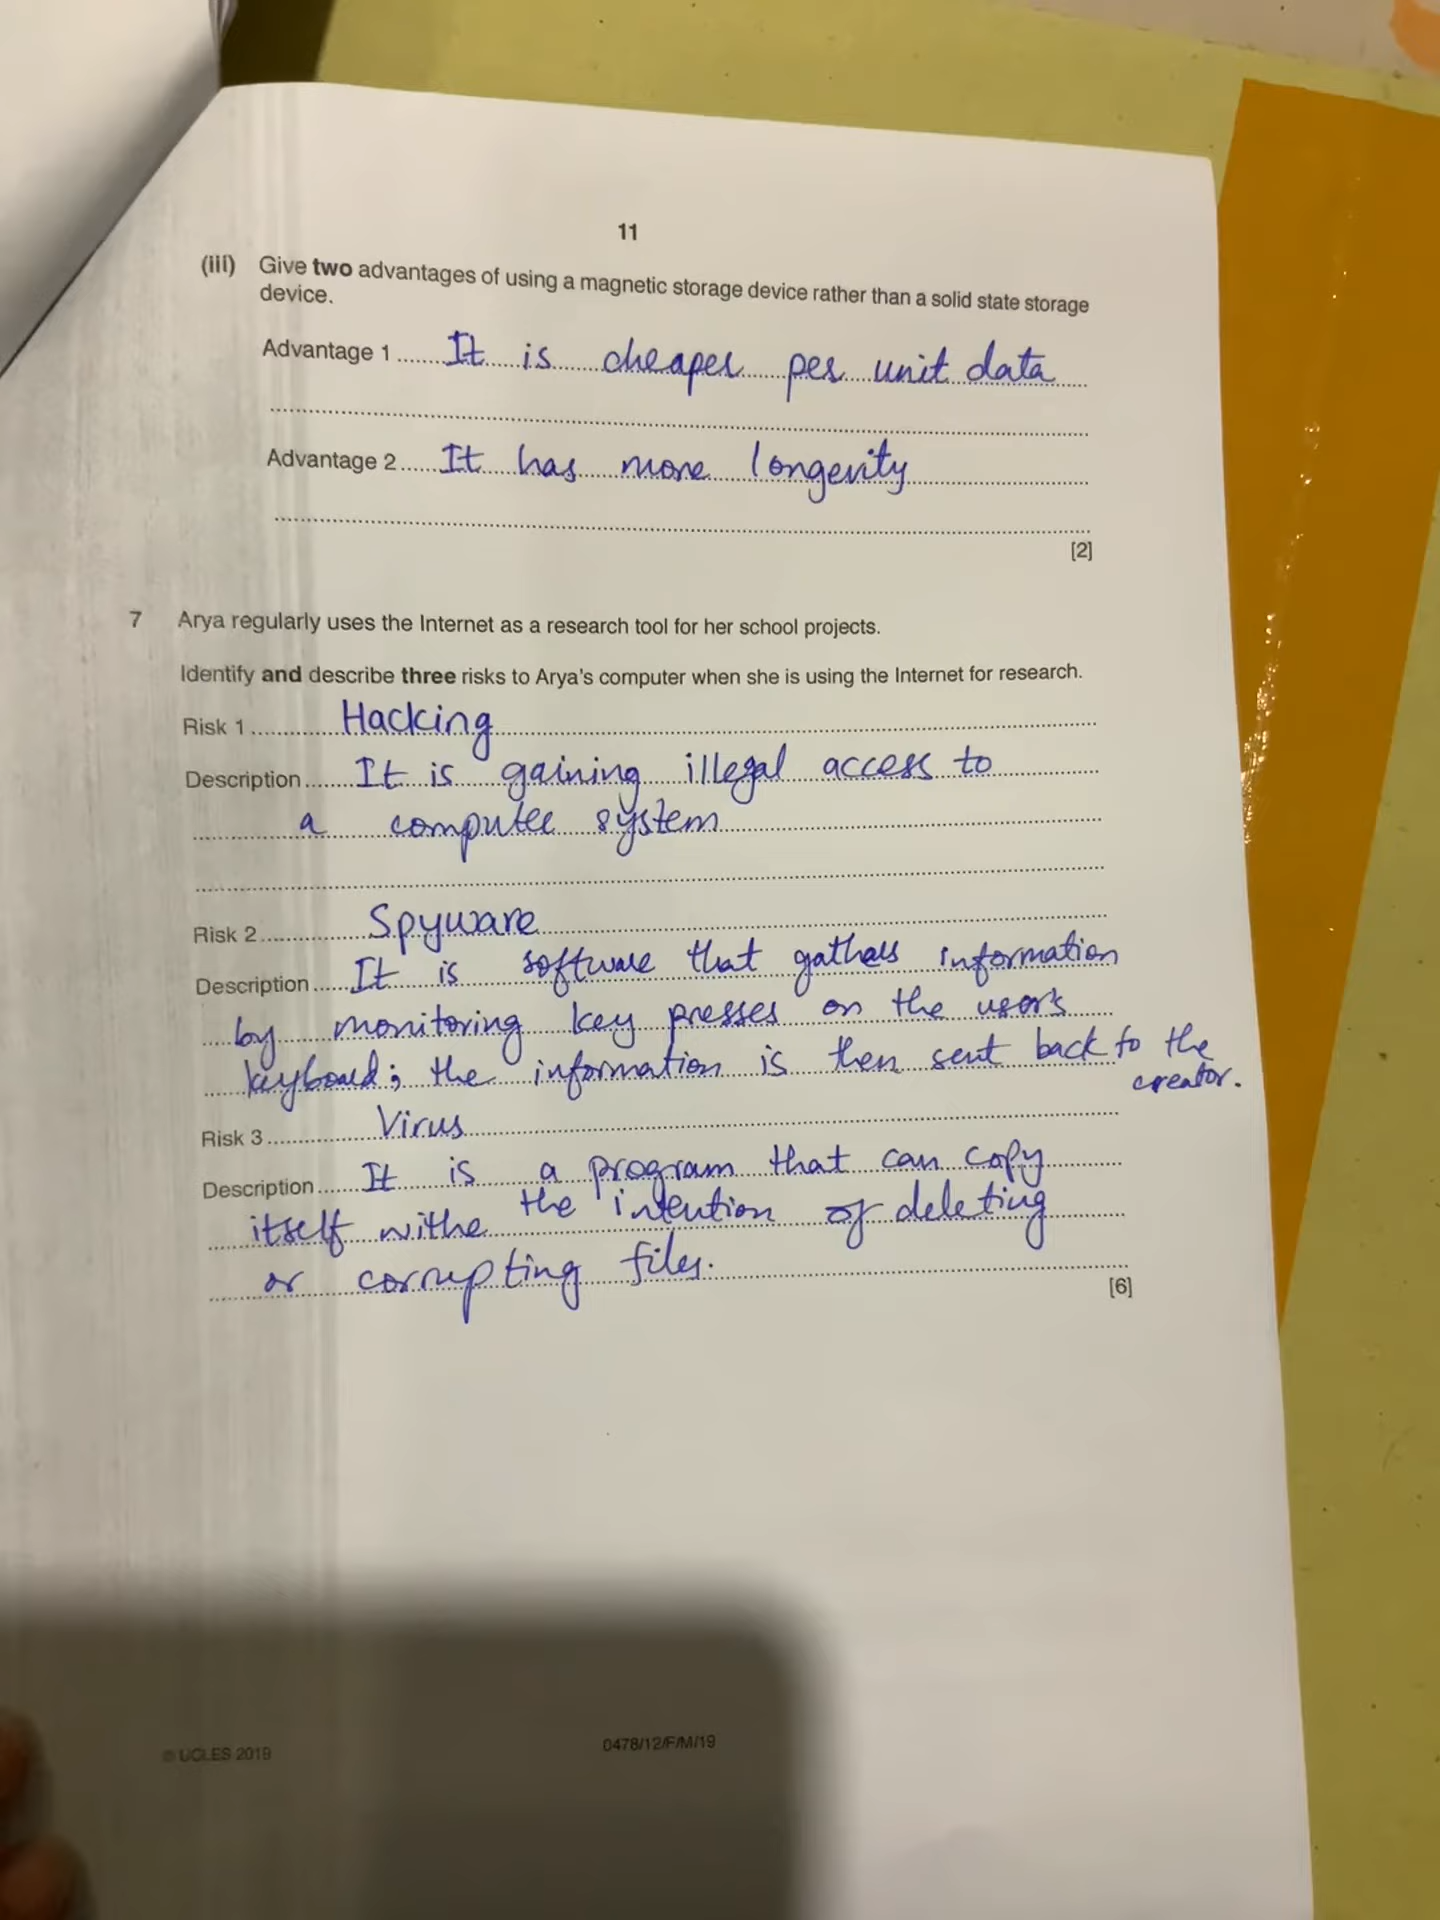 11
(iii) Give two advantages of using a magnetic storage device rather than a solid state storage
device.
Advantage 1 ....... It is cheaper per unit data
Advantage 2 ...... It has more longevity
[2]
7 Arya regularly uses the Internet as a research tool for her school projects.
Identify and describe three risks to Arya's computer when she is using the Internet for research.
Risk 1 ............ Hacking
Description ....... It is gaining illegal access to
a computer system
Risk 2 ............ Spyware
Description ...... It is software that gathers information
by monitoring key presses on the user's
keyboard; the information is then sent back to the
creator.
Risk 3 ............ Virus
Description ...... It is a program that can copy
itself withe the intention of deleting
or corrupting files.
[6]
© UCLES 2019
0478/12/F/M/19